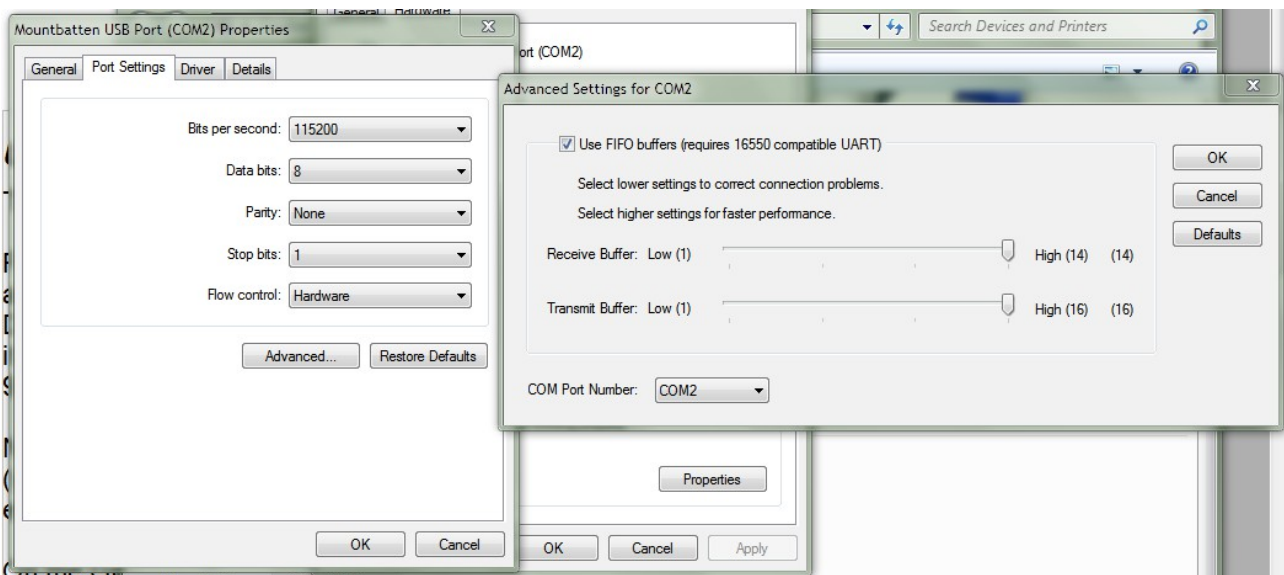 General Hardware
Mountbatten USB Port (COM2) Properties
ort (COM2)
Search Devices and Printers
General Port Settings Driver Details
Bits per second: 115200
Data bits: 8
Parity: None
Stop bits: 1
Flow control: Hardware
Advanced... Restore Defaults
OK Cancel
Advanced Settings for COM2
Use FIFO buffers (requires 16550 compatible UART)
Select lower settings to correct connection problems.
Select higher settings for faster performance.
Receive Buffer: Low (1) High (14) (14)
Transmit Buffer: Low (1) High (16) (16)
COM Port Number: COM2
OK
Cancel
Defaults
Properties
OK Cancel Apply